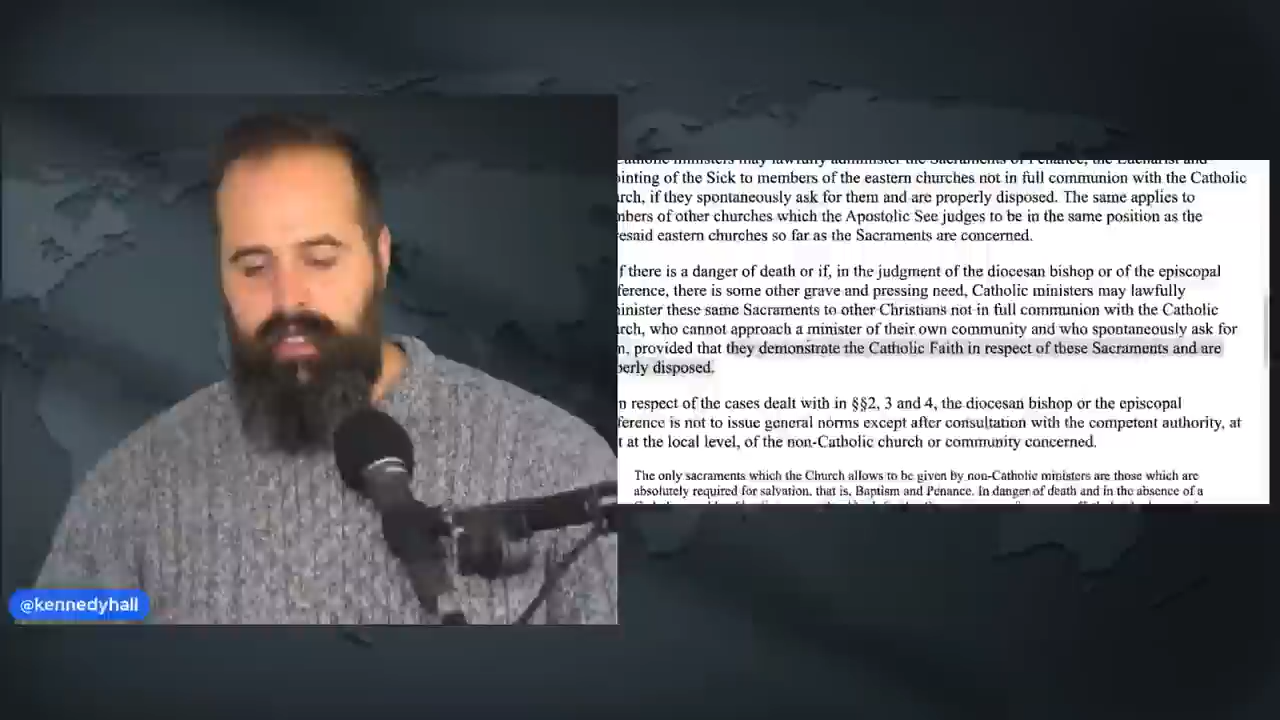 ministers may lawfully administer the Sacraments of Penance, the Eucharist and
ointing of the Sick to members of the eastern churches not in full communion with the Catholic
rch, if they spontaneously ask for them and are properly disposed. The same applies to
mbers of other churches which the Apostolic See judges to be in the same position as the
resaid eastern churches so far as the Sacraments are concerned.
f there is a danger of death or if, in the judgment of the diocesan bishop or of the episcopal
ference, there is some other grave and pressing need, Catholic ministers may lawfully
inister these same Sacraments to other Christians not in full communion with the Catholic
rch, who cannot approach a minister of their own community and who spontaneously ask for
n, provided that they demonstrate the Catholic Faith in respect of these Sacraments and are
perly disposed.
n respect of the cases dealt with in §§2, 3 and 4, the diocesan bishop or the episcopal
ference is not to issue general norms except after consultation with the competent authority, at
t at the local level, of the non-Catholic church or community concerned.
The only sacraments which the Church allows to be given by non-Catholic ministers are those which are
absolutely required for salvation, that is, Baptism and Penance. In danger of death and in the absence of a
@kennedyhall